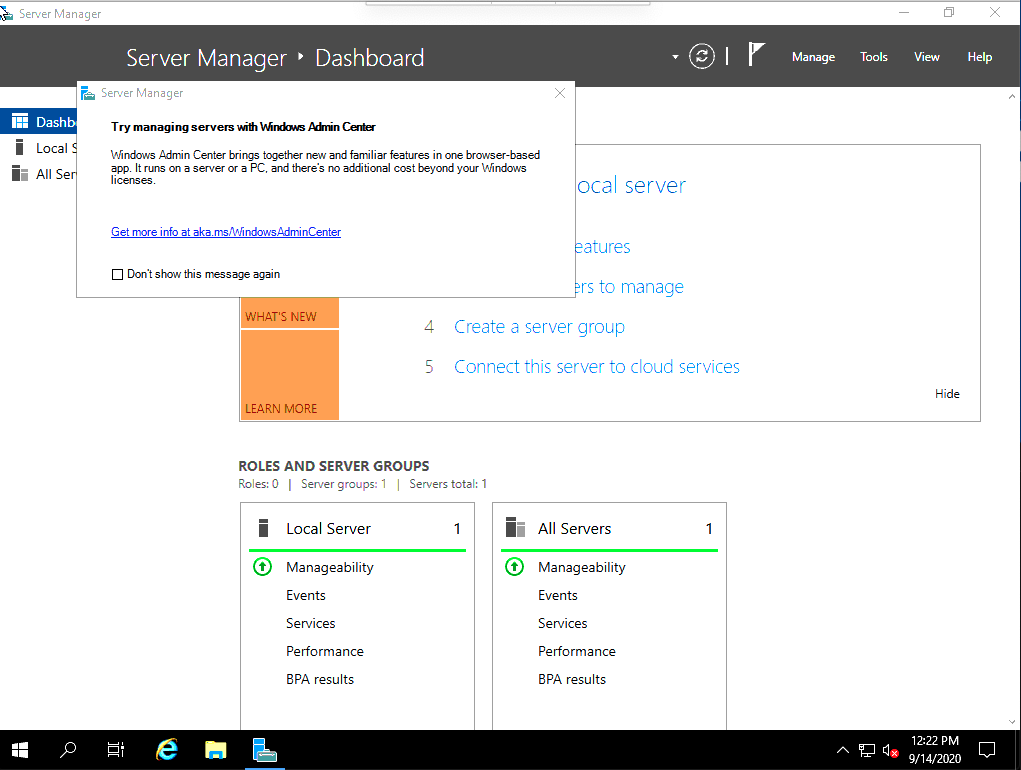 Server Manager
Server Manager ‣ Dashboard
Manage Tools View Help
Server Manager
Try managing servers with Windows Admin Center
Windows Admin Center brings together new and familiar features in one browser-based
app. It runs on a server or a PC, and there's no additional cost beyond your Windows
licenses.
Get more info at aka.ms/WindowsAdminCenter
Don't show this message again
Dashb
Local S
All Ser
ocal server
eatures
ers to manage
4 Create a server group
5 Connect this server to cloud services
WHAT'S NEW
LEARN MORE
Hide
ROLES AND SERVER GROUPS
Roles: 0 | Server groups: 1 | Servers total: 1
Local Server 1
Manageability
Events
Services
Performance
BPA results
All Servers 1
Manageability
Events
Services
Performance
BPA results
12:22 PM
9/14/2020